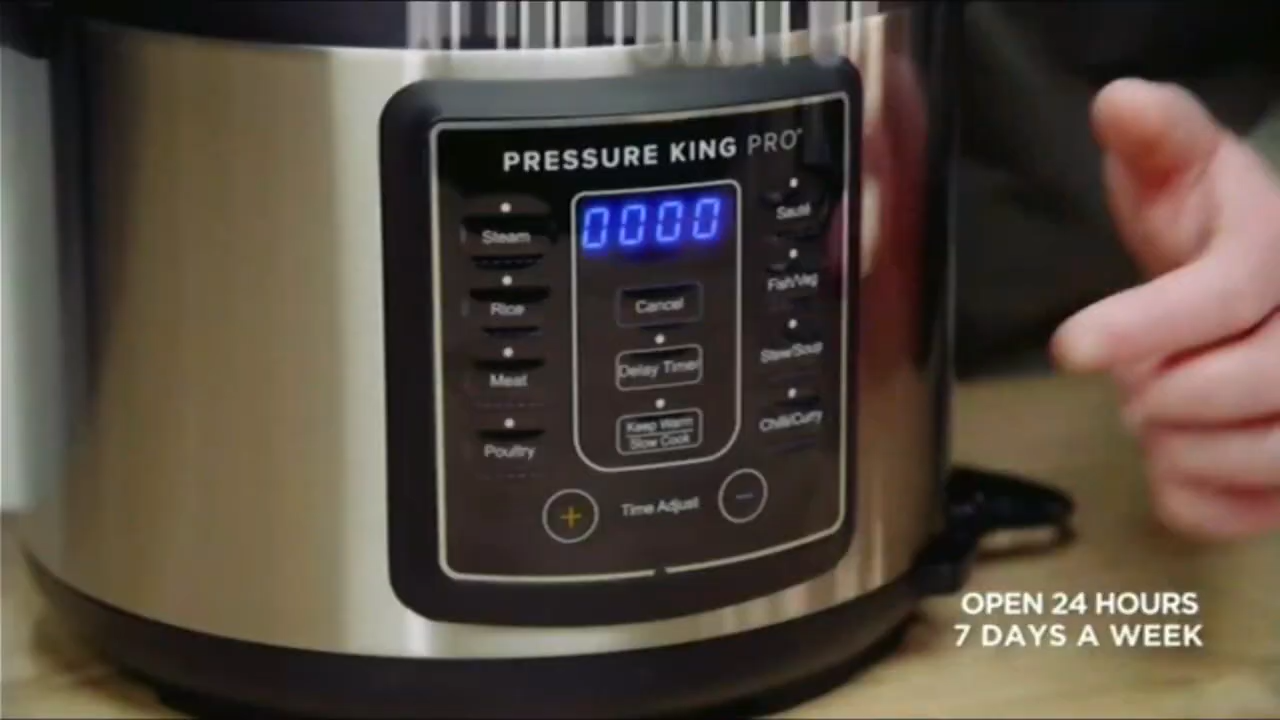 PRESSURE KING PRO
0000
Steam
Rice
Meat
Poultry
Cancel
Delay Timer
Keep Warm
Slow Cook
Sauté
Fish/Veg
Stew/Soup
Chilli/Curry
+ Time Adjust −
OPEN 24 HOURS
7 DAYS A WEEK